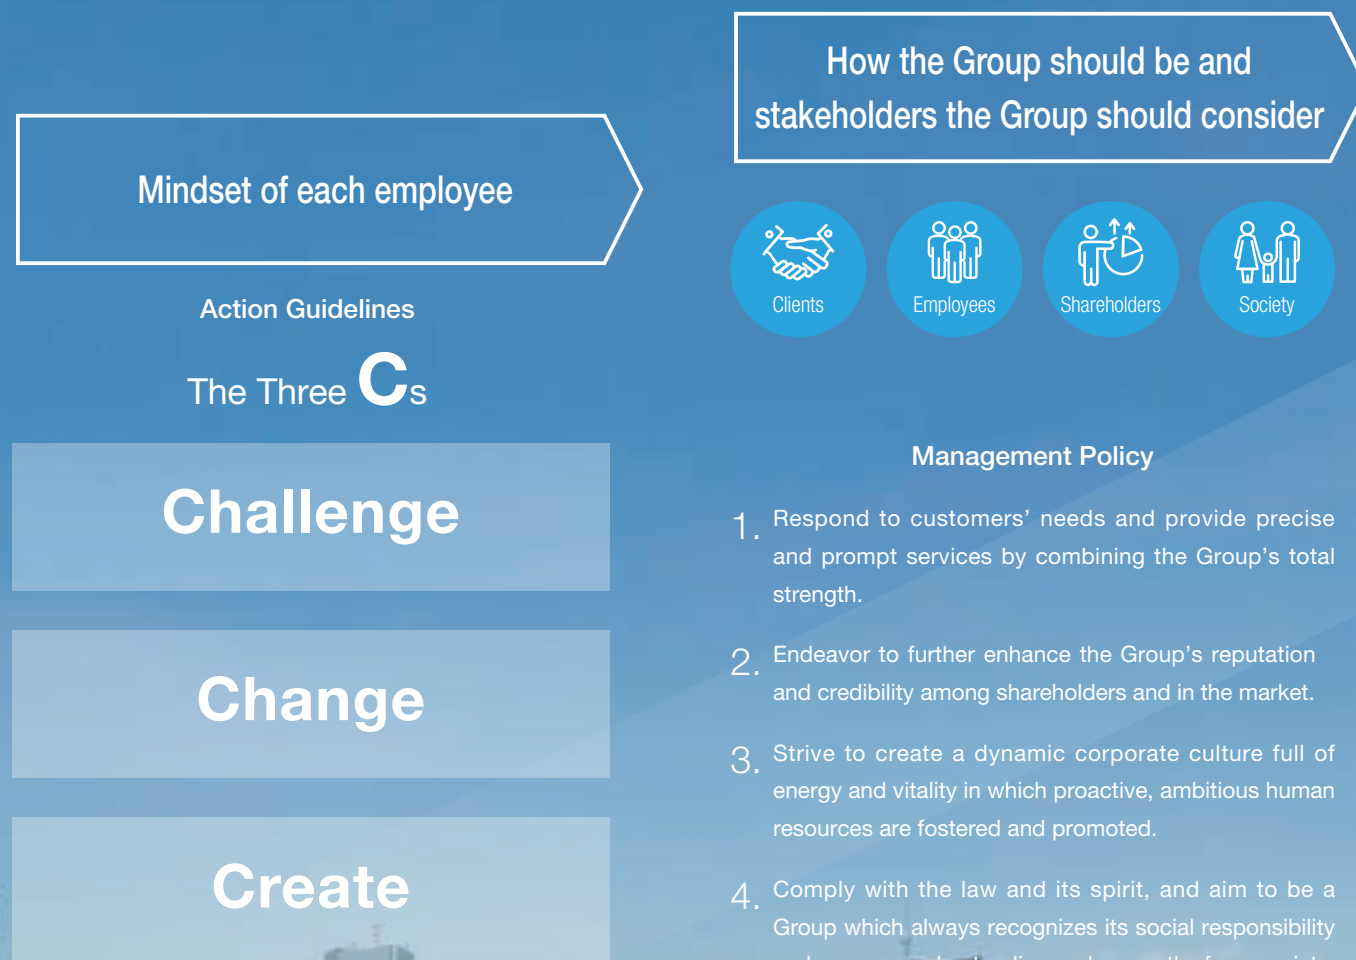 Mindset of each employee
Action Guidelines
The Three Cs
Challenge
Change
Create
How the Group should be and
stakeholders the Group should consider
Clients
Employees
Shareholders
Society
Management Policy
1. Respond to customers’ needs and provide precise
and prompt services by combining the Group’s total
strength.
2. Endeavor to further enhance the Group’s reputation
and credibility among shareholders and in the market.
3. Strive to create a dynamic corporate culture full of
energy and vitality in which proactive, ambitious human
resources are fostered and promoted.
4. Comply with the law and its spirit, and aim to be a
Group which always recognizes its social responsibility